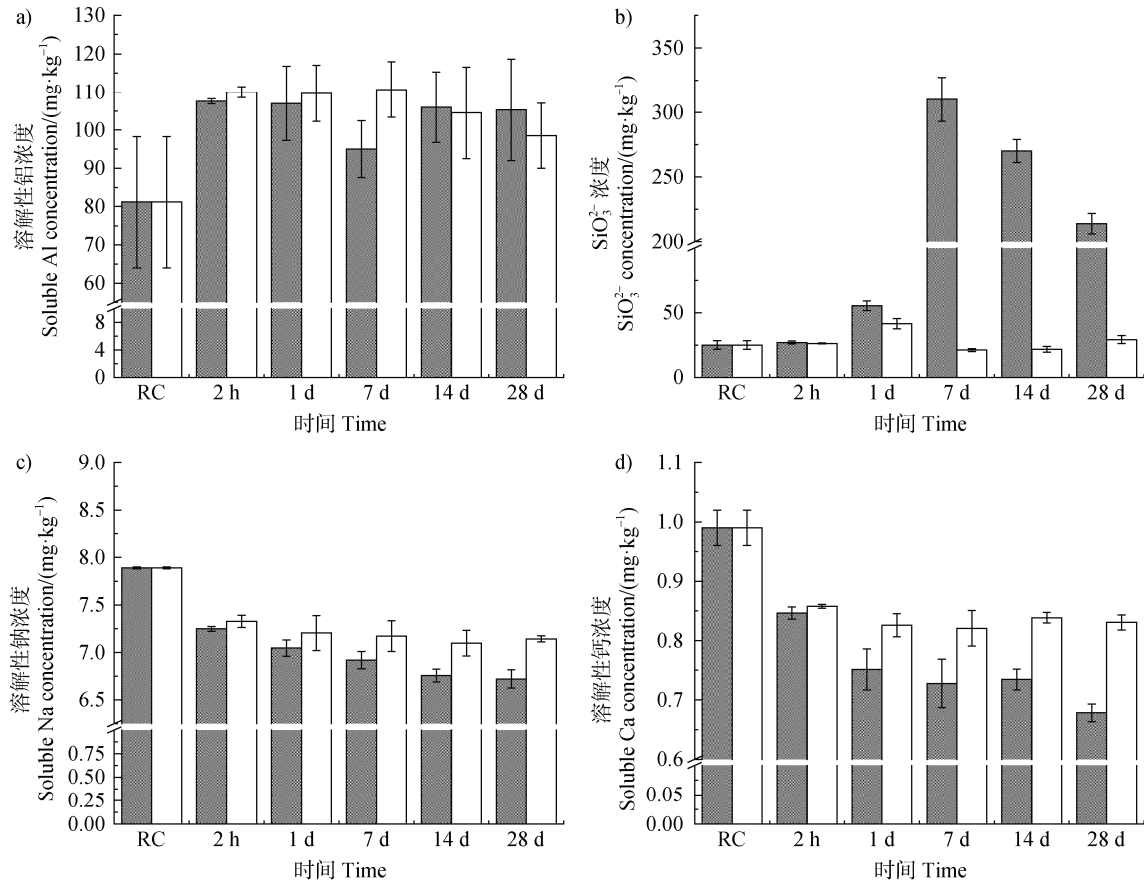 a)
溶解性铝浓度
Soluble Al concentration/(mg·kg⁻¹)
130
120
110
100
90
80
70
60
8
4
0
RC 2 h 1 d 7 d 14 d 28 d
时间 Time
b)
SiO₃²⁻ 浓度
SiO₃²⁻ concentration/(mg·kg⁻¹)
350
300
250
200
50
25
0
RC 2 h 1 d 7 d 14 d 28 d
时间 Time
c)
溶解性钠浓度
Soluble Na concentration/(mg·kg⁻¹)
9.0
8.5
8.0
7.5
7.0
6.5
0.75
0.50
0.25
0.00
RC 2 h 1 d 7 d 14 d 28 d
时间 Time
d)
溶解性钙浓度
Soluble Ca concentration/(mg·kg⁻¹)
1.1
1.0
0.9
0.8
0.7
0.6
0.05
0.00
RC 2 h 1 d 7 d 14 d 28 d
时间 Time